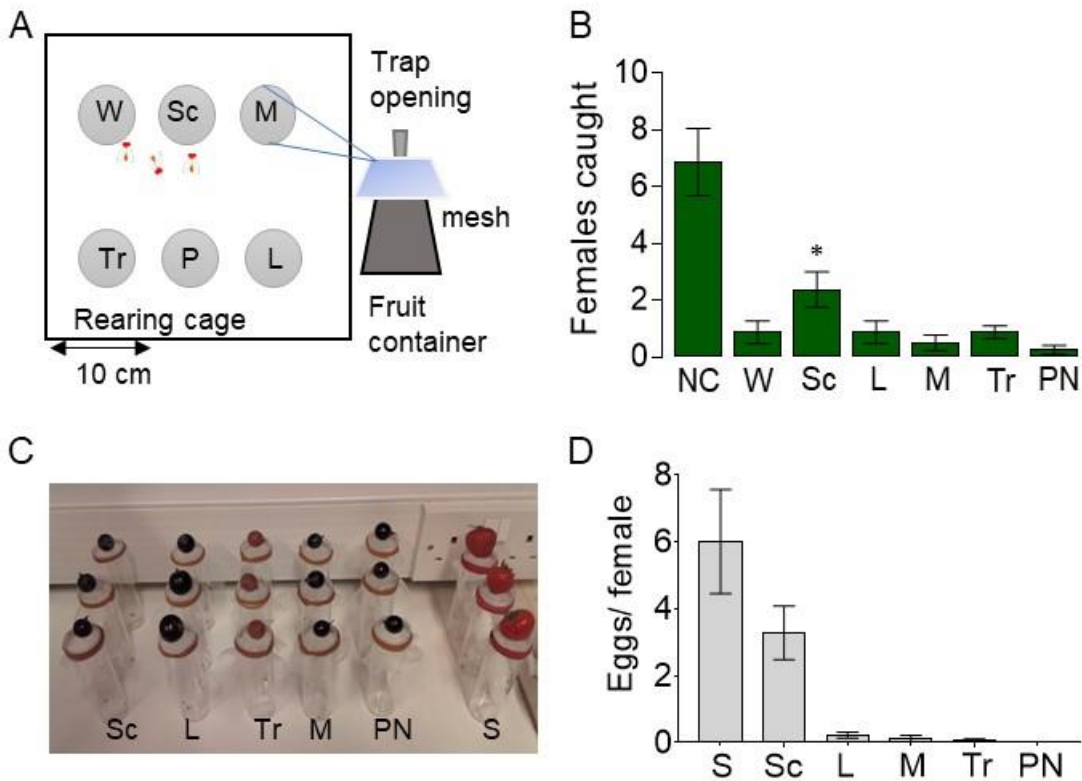 A
W
Sc
M
Tr
P
L
Rearing cage
10 cm
Trap
opening
mesh
Fruit
container
B
Females caught
10
8
6
4
2
0
*
NC
W
Sc
L
M
Tr
PN
C
Sc
L
Tr
M
PN
S
D
Eggs/ female
8
6
4
2
0
S
Sc
L
M
Tr
PN